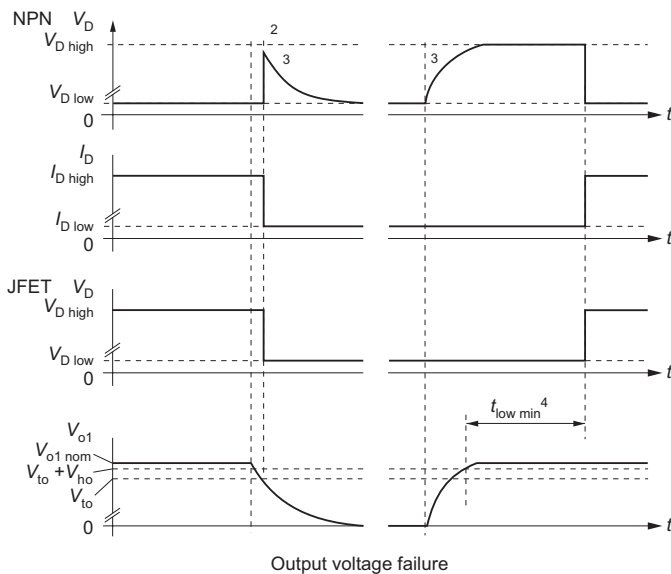 NPN V_D
2
V_D high
3
3
V_D low
0
t
I_D
I_D high
I_D low
0
t
JFET V_D
V_D high
V_D low
0
t
t_low min 4
V_o1
V_o1 nom
V_to + V_ho
V_to
0
t
Output voltage failure